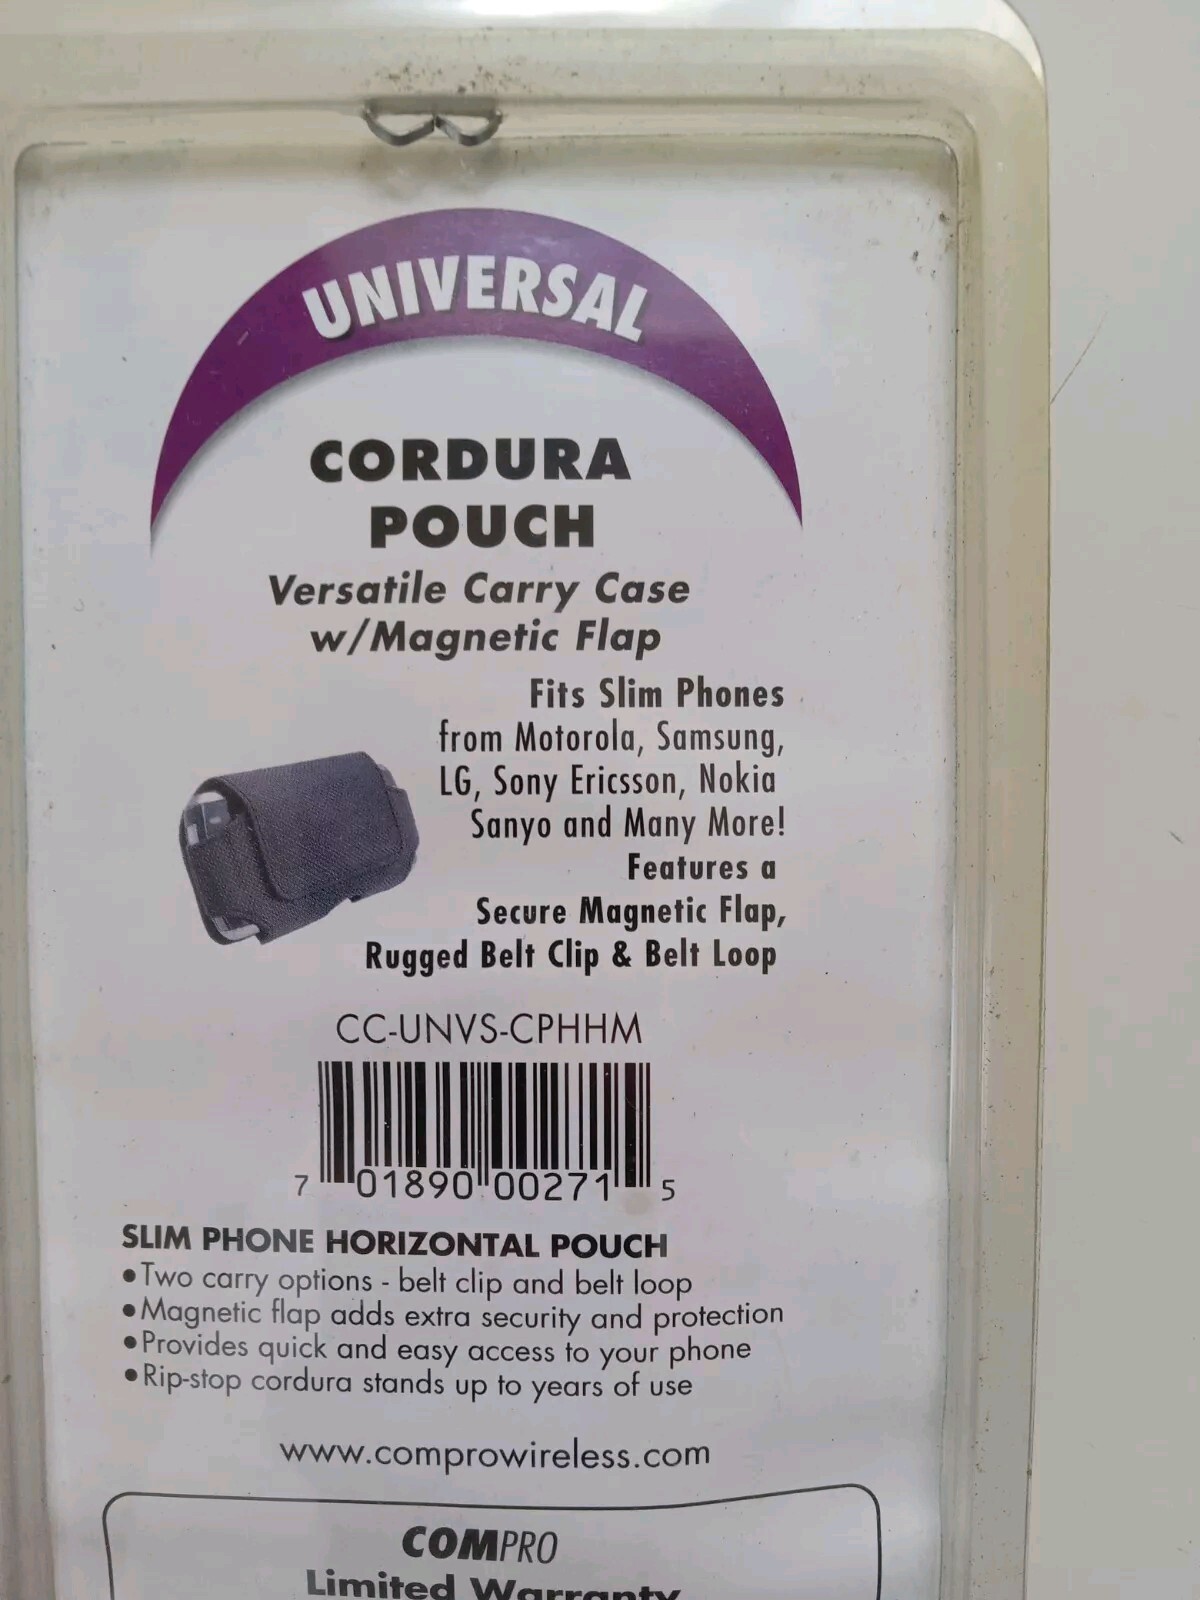 UNIVERSAL
CORDURA
POUCH
Versatile Carry Case
w/Magnetic Flap
Fits Slim Phones
from Motorola, Samsung,
LG, Sony Ericsson, Nokia
Sanyo and Many More!
Features a
Secure Magnetic Flap,
Rugged Belt Clip & Belt Loop
CC-UNVS-CPHHM
7 01890 00271 5
SLIM PHONE HORIZONTAL POUCH
•Two carry options - belt clip and belt loop
•Magnetic flap adds extra security and protection
•Provides quick and easy access to your phone
•Rip-stop cordura stands up to years of use
www.comprowireless.com
COMPRO
Limited Warranty